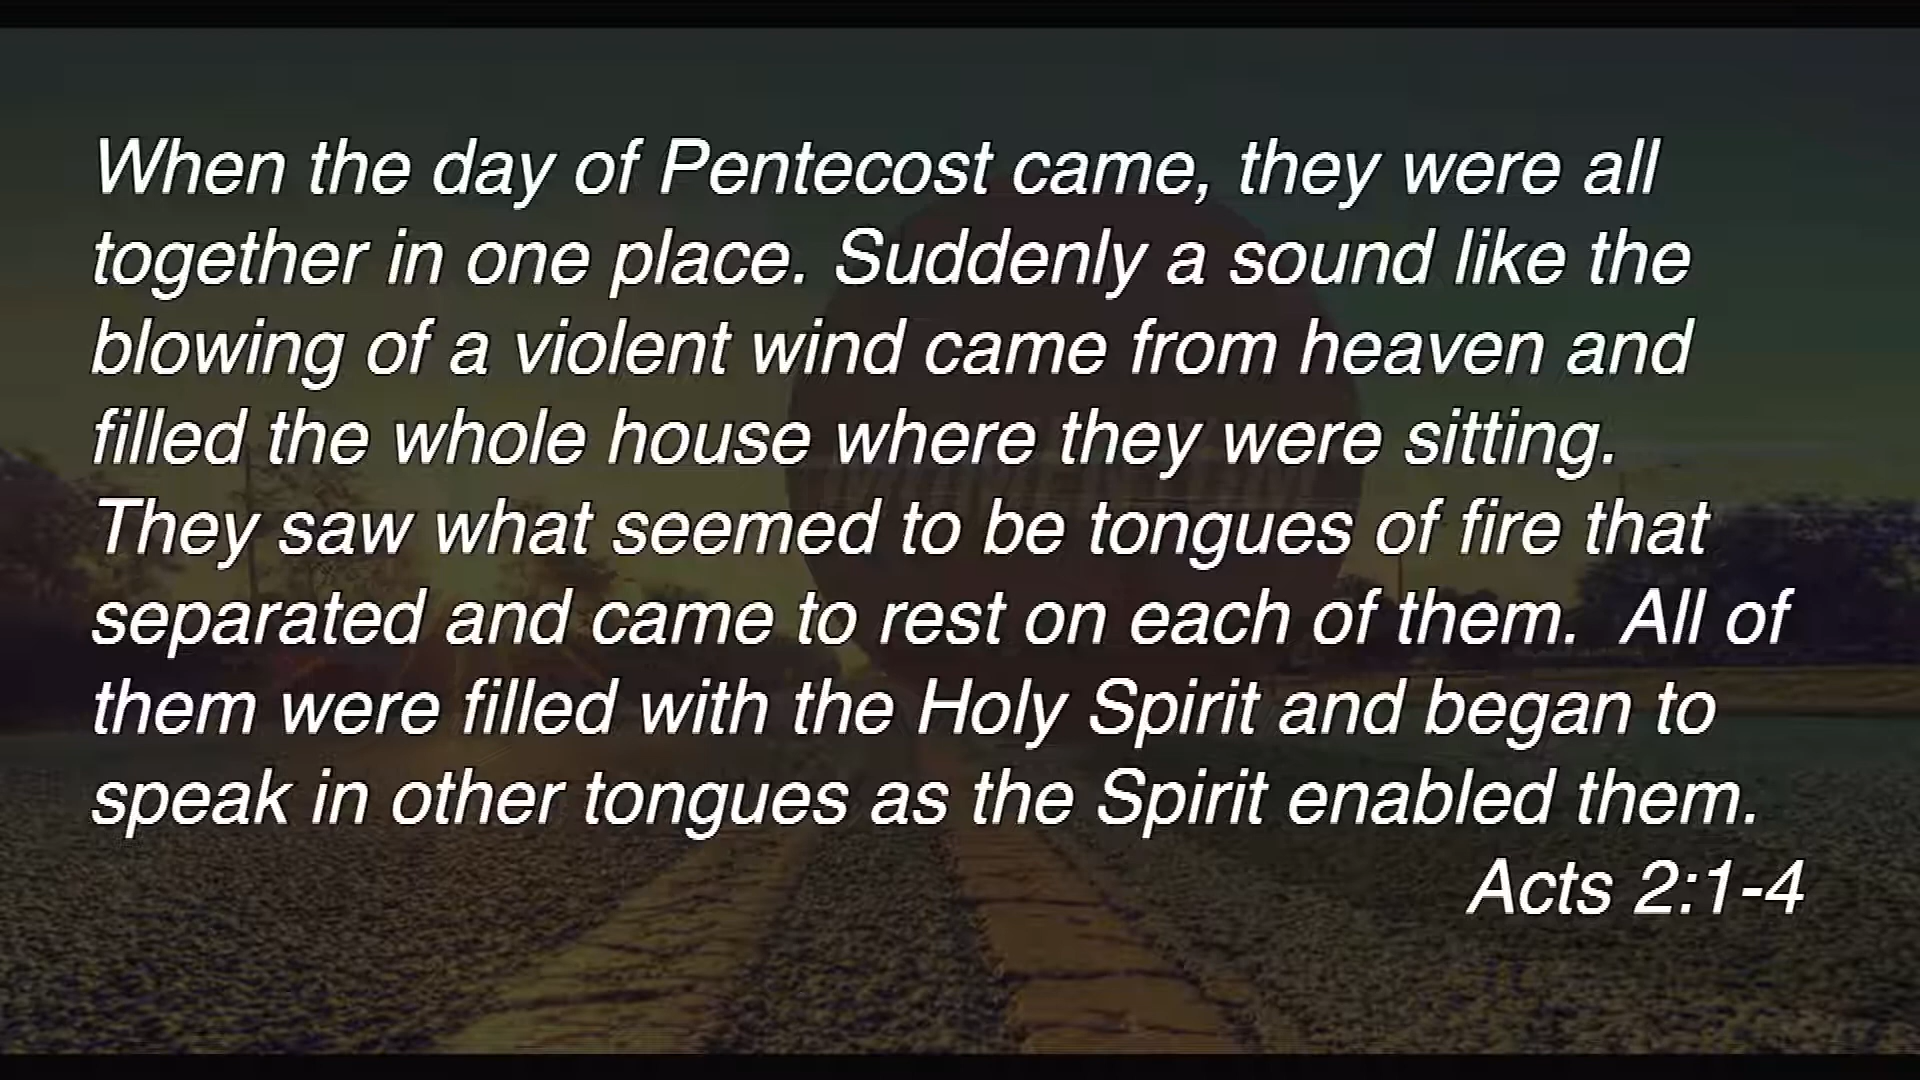 When the day of Pentecost came, they were all
together in one place. Suddenly a sound like the
blowing of a violent wind came from heaven and
filled the whole house where they were sitting.
They saw what seemed to be tongues of fire that
separated and came to rest on each of them.  All of
them were filled with the Holy Spirit and began to
speak in other tongues as the Spirit enabled them.
Acts 2:1-4